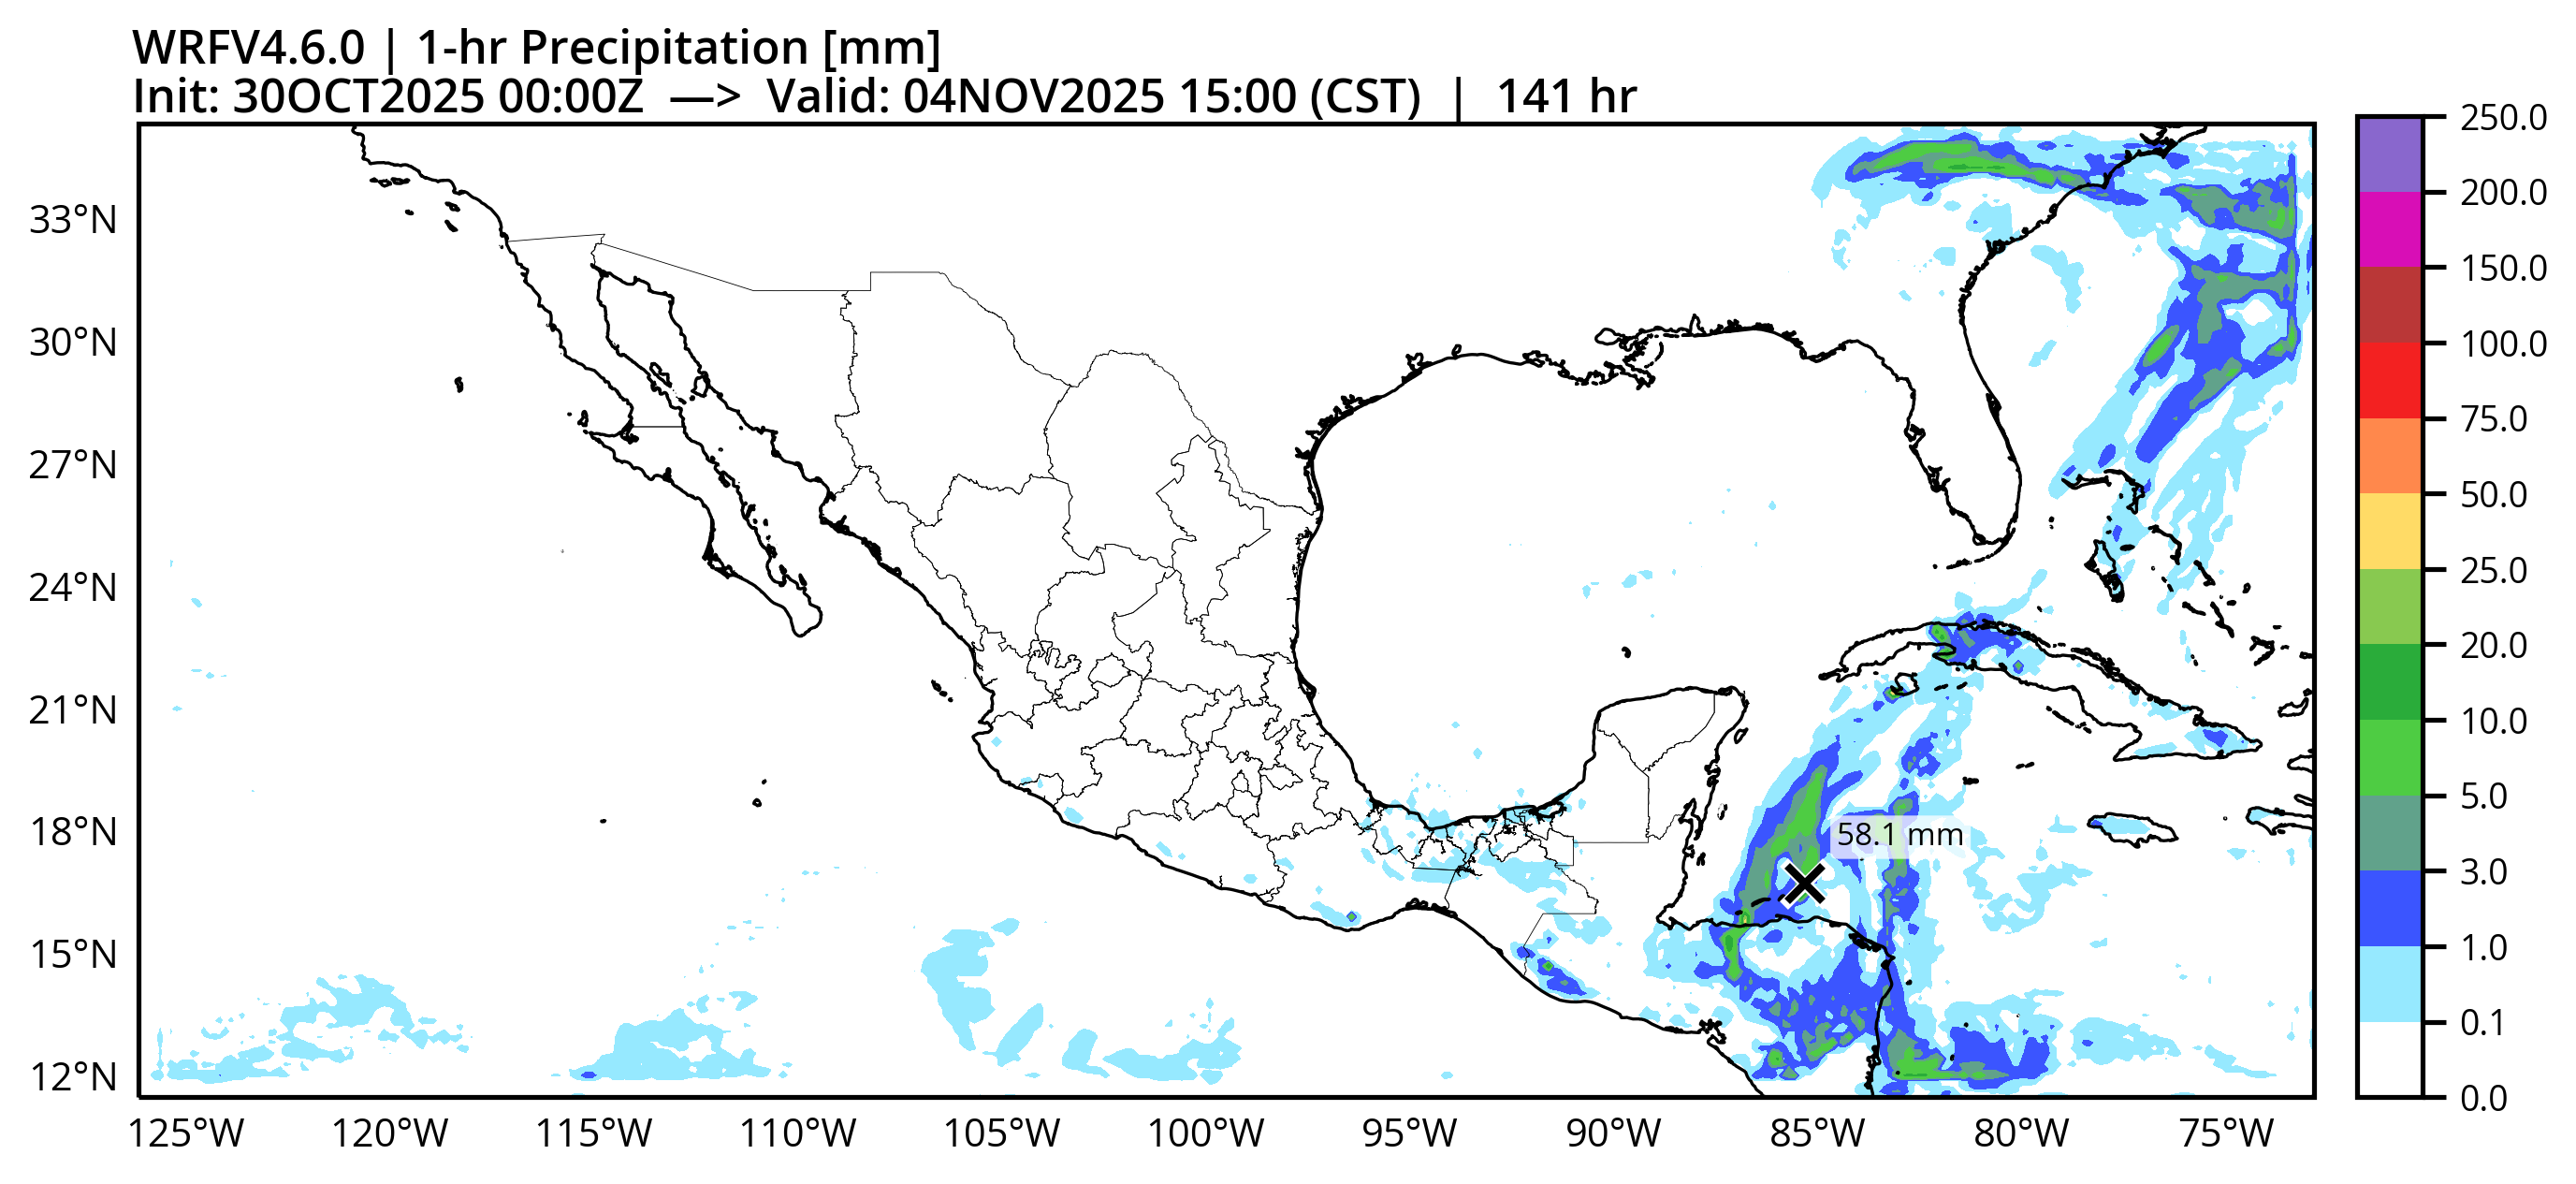 WRFV4.6.0 | 1-hr Precipitation [mm]
Init: 30OCT2025 00:00Z —> Valid: 04NOV2025 15:00 (CST) | 141 hr
33°N
30°N
27°N
24°N
21°N
18°N
15°N
12°N
58.1 mm
125°W 120°W 115°W 110°W 105°W 100°W 95°W 90°W 85°W 80°W 75°W
250.0
200.0
150.0
100.0
75.0
50.0
25.0
20.0
10.0
5.0
3.0
1.0
0.1
0.0